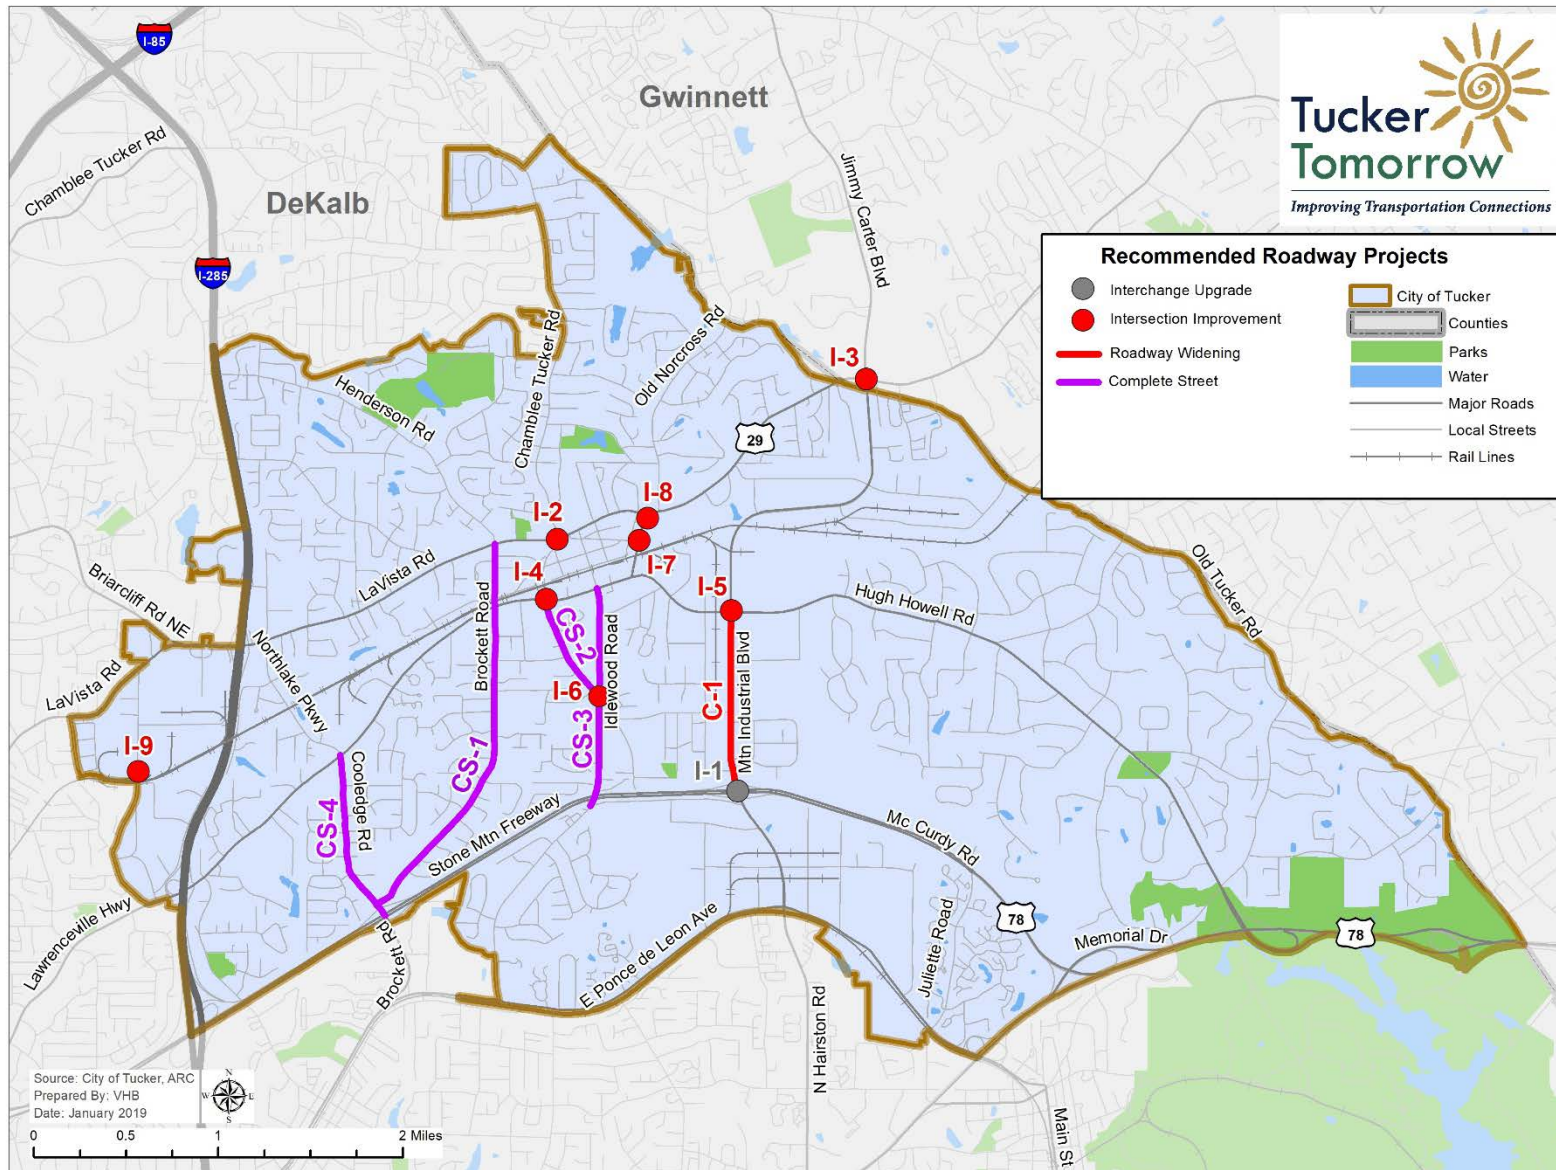 I-85
Gwinnett
Tucker
Tomorrow
Improving Transportation Connections
Chamblee Tucker Rd
DeKalb
Jimmy Carter Blvd
I-285
Recommended Roadway Projects
Interchange Upgrade
Intersection Improvement
Roadway Widening
Complete Street
City of Tucker
Counties
Parks
Water
Major Roads
Local Streets
Rail Lines
Old Norcross Rd
Chamblee Tucker Rd
I-3
Henderson Rd
29
I-8
I-2
I-7
LaVista Rd
I-4
I-5
Old Tucker Rd
Hugh Howell Rd
Briarcliff Rd NE
Brockett Road
CS-2
Idlewood Road
Northlake Pkwy
LaVista Rd
I-6
C-1
Mtn Industrial Blvd
CS-3
I-9
CS-1
I-1
Cooledge Rd
CS-4
Stone Mtn Freeway
Mc Curdy Rd
Lawrenceville Hwy
Brockett Rd
E Ponce de Leon Ave
Juliette Road
78
Memorial Dr
78
N Hairston Rd
Main St
Source: City of Tucker, ARC
Prepared By: VHB
Date: January 2019
N
W E
S
0 0.5 1 2 Miles